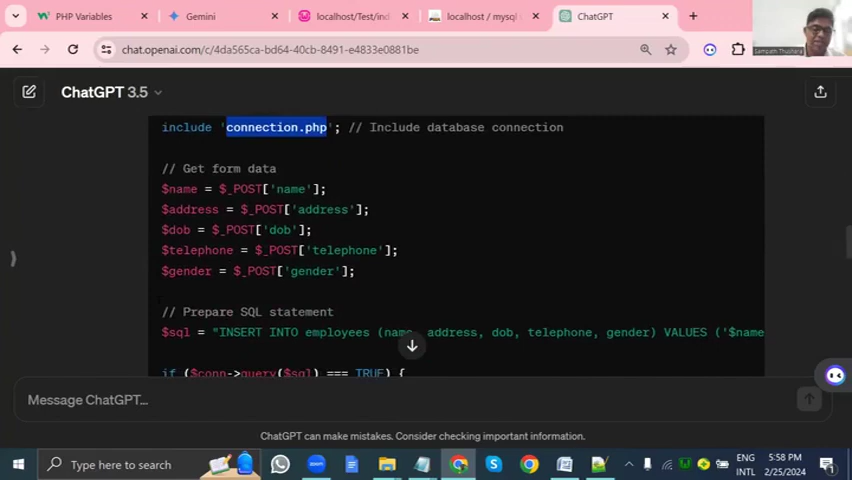 PHP Variables
Gemini
localhost/Test/ind
localhost / mysql
ChatGPT
chat.openai.com/c/4da565ca-bd64-40cb-8491-e4833e0881be
Sampath Thushara
ChatGPT 3.5
include 'connection.php'; // Include database connection
// Get form data
$name = $_POST['name'];
$address = $_POST['address'];
$dob = $_POST['dob'];
$telephone = $_POST['telephone'];
$gender = $_POST['gender'];
// Prepare SQL statement
$sql = "INSERT INTO employees (name, address, dob, telephone, gender) VALUES ('$name
if ($conn->query($sql) === TRUE) {
Message ChatGPT...
ChatGPT can make mistakes. Consider checking important information.
Type here to search
ENG
INTL
5:58 PM
2/25/2024